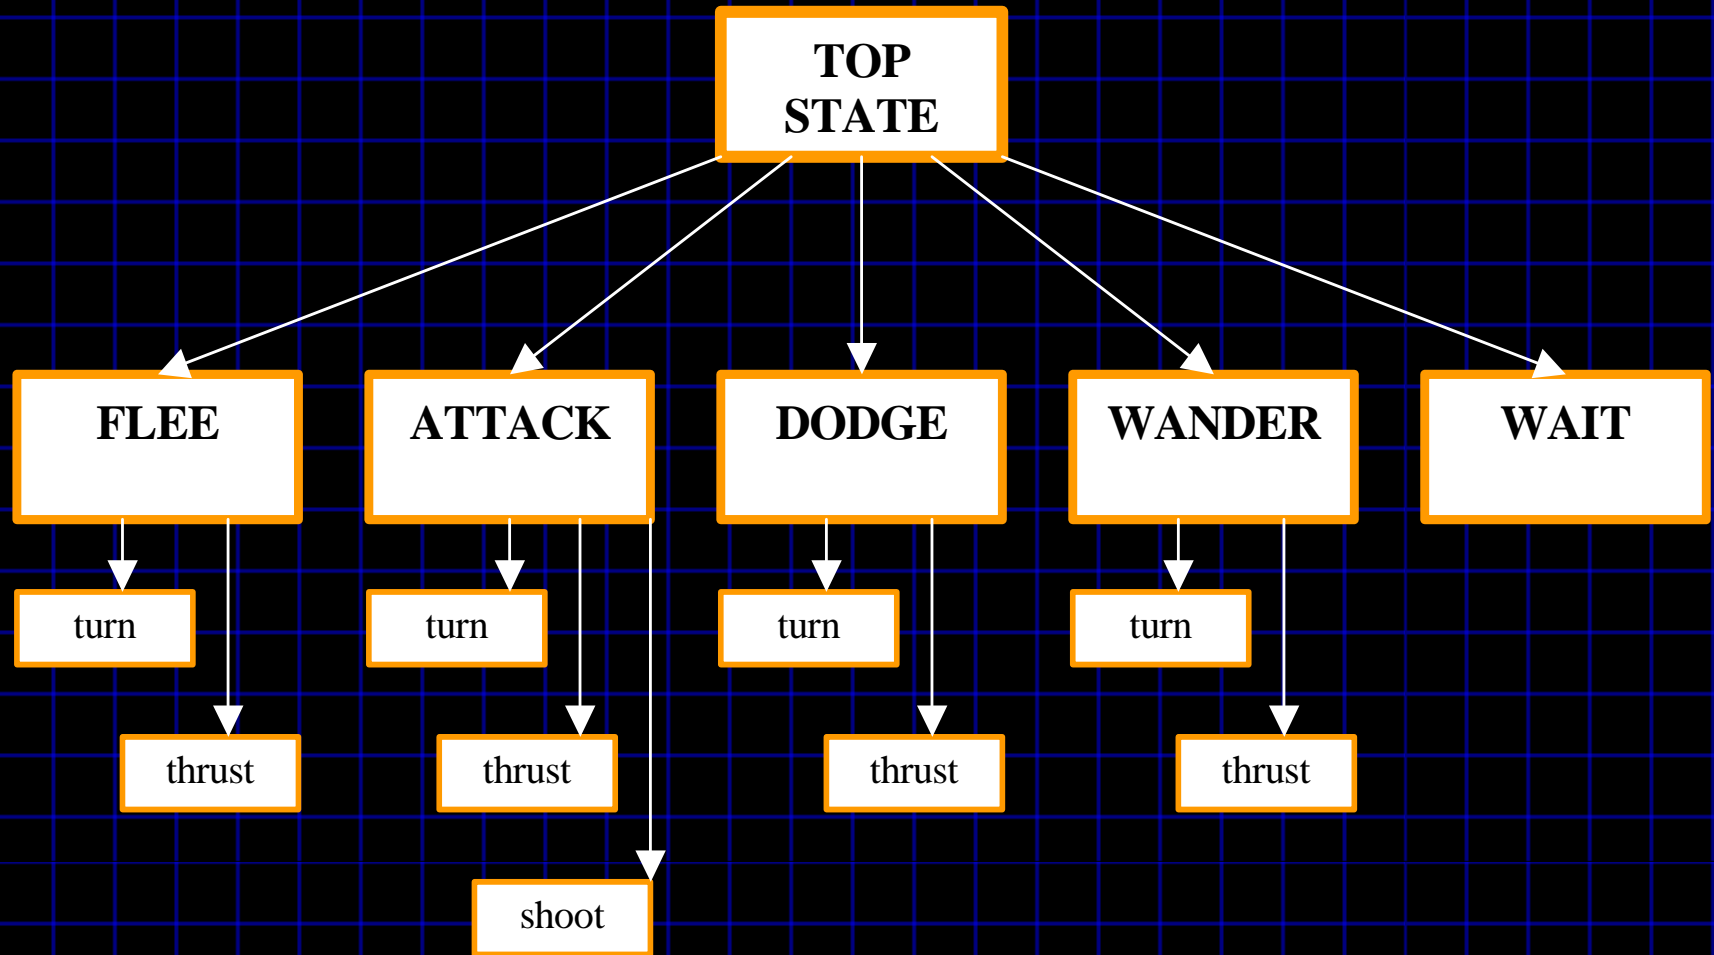 TOP
STATE
FLEE
ATTACK
DODGE
WANDER
WAIT
turn
turn
turn
turn
thrust
thrust
thrust
thrust
shoot